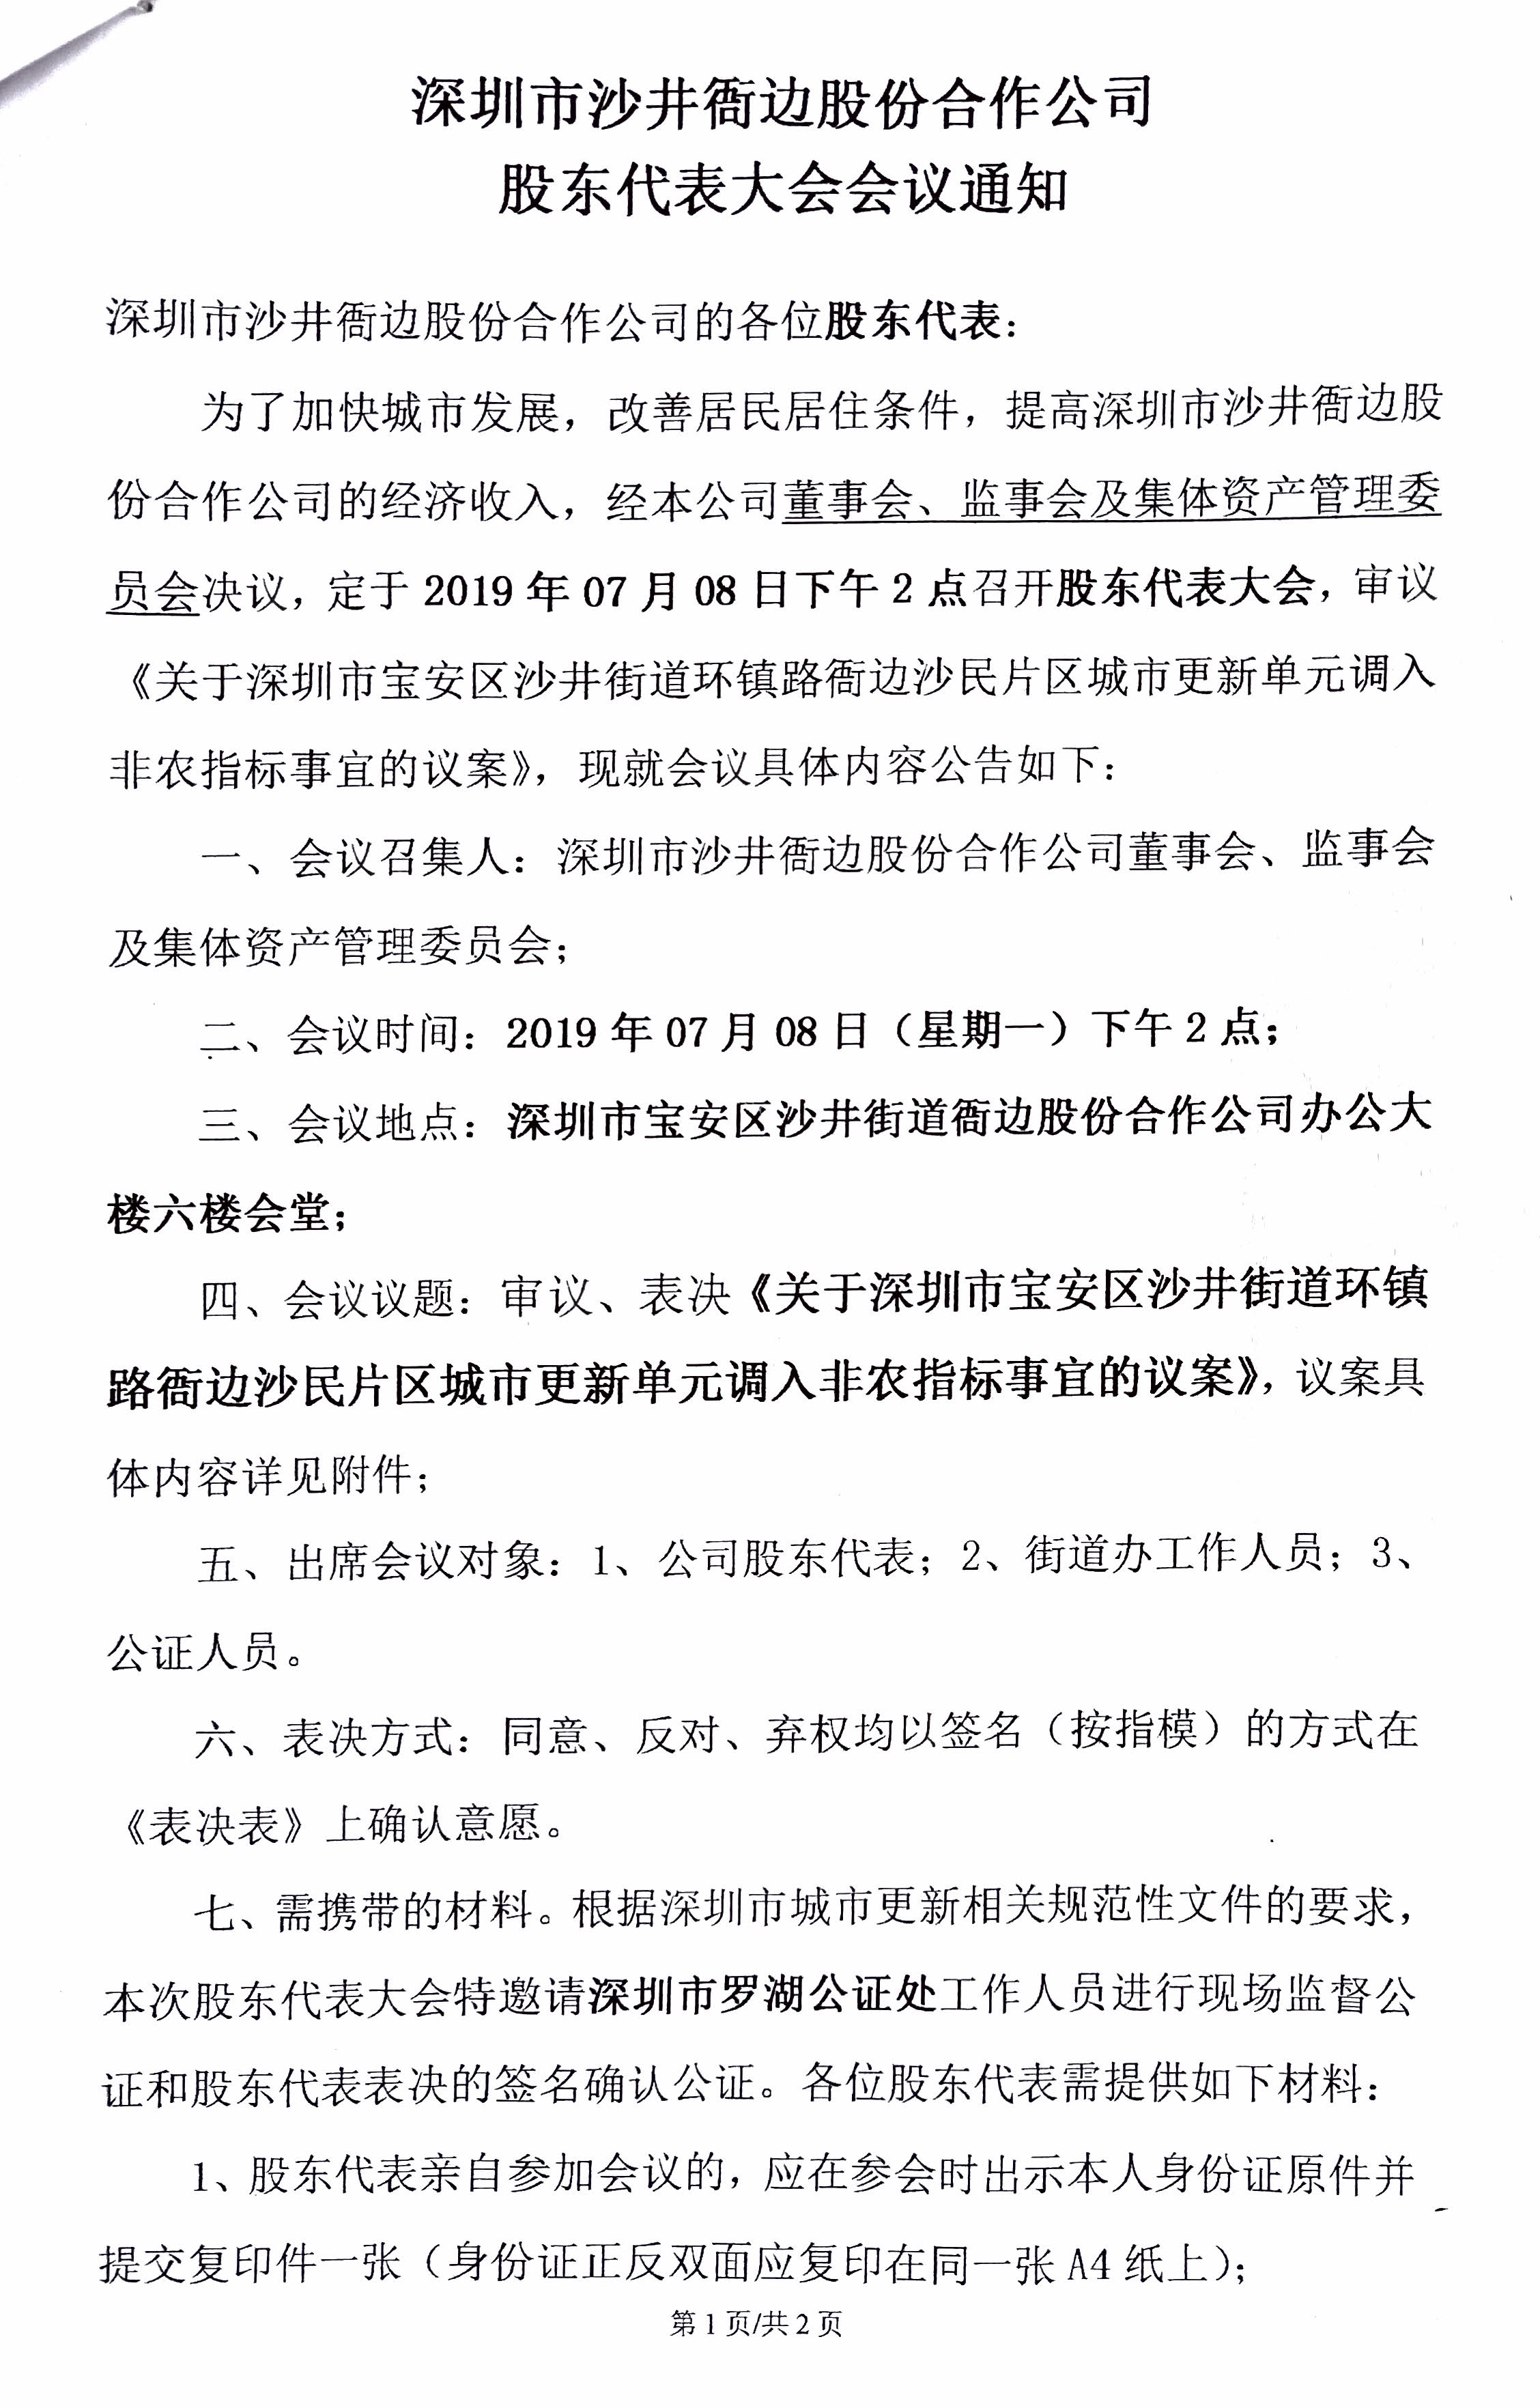 深圳市沙井衙边股份合作公司
股东代表大会会议通知
深圳市沙井衙边股份合作公司的各位股东代表：
为了加快城市发展，改善居民居住条件，提高深圳市沙井衙边股
份合作公司的经济收入，经本公司董事会、监事会及集体资产管理委
员会决议，定于 2019 年 07 月 08 日下午 2 点召开股东代表大会，审议
《关于深圳市宝安区沙井街道环镇路衙边沙民片区城市更新单元调入
非农指标事宜的议案》，现就会议具体内容公告如下：
一、会议召集人：深圳市沙井衙边股份合作公司董事会、监事会
及集体资产管理委员会；
二、会议时间：2019 年 07 月 08 日（星期一）下午 2 点；
三、会议地点：深圳市宝安区沙井街道衙边股份合作公司办公大
楼六楼会堂；
四、会议议题：审议、表决《关于深圳市宝安区沙井街道环镇
路衙边沙民片区城市更新单元调入非农指标事宜的议案》，议案具
体内容详见附件；
五、出席会议对象：1、公司股东代表；2、街道办工作人员；3、
公证人员。
六、表决方式：同意、反对、弃权均以签名（按指模）的方式在
《表决表》上确认意愿。
七、需携带的材料。根据深圳市城市更新相关规范性文件的要求，
本次股东代表大会特邀请深圳市罗湖公证处工作人员进行现场监督公
证和股东代表表决的签名确认公证。各位股东代表需提供如下材料：
1、股东代表亲自参加会议的，应在参会时出示本人身份证原件并
提交复印件一张（身份证正反双面应复印在同一张 A4 纸上）；
第 1 页/共 2 页